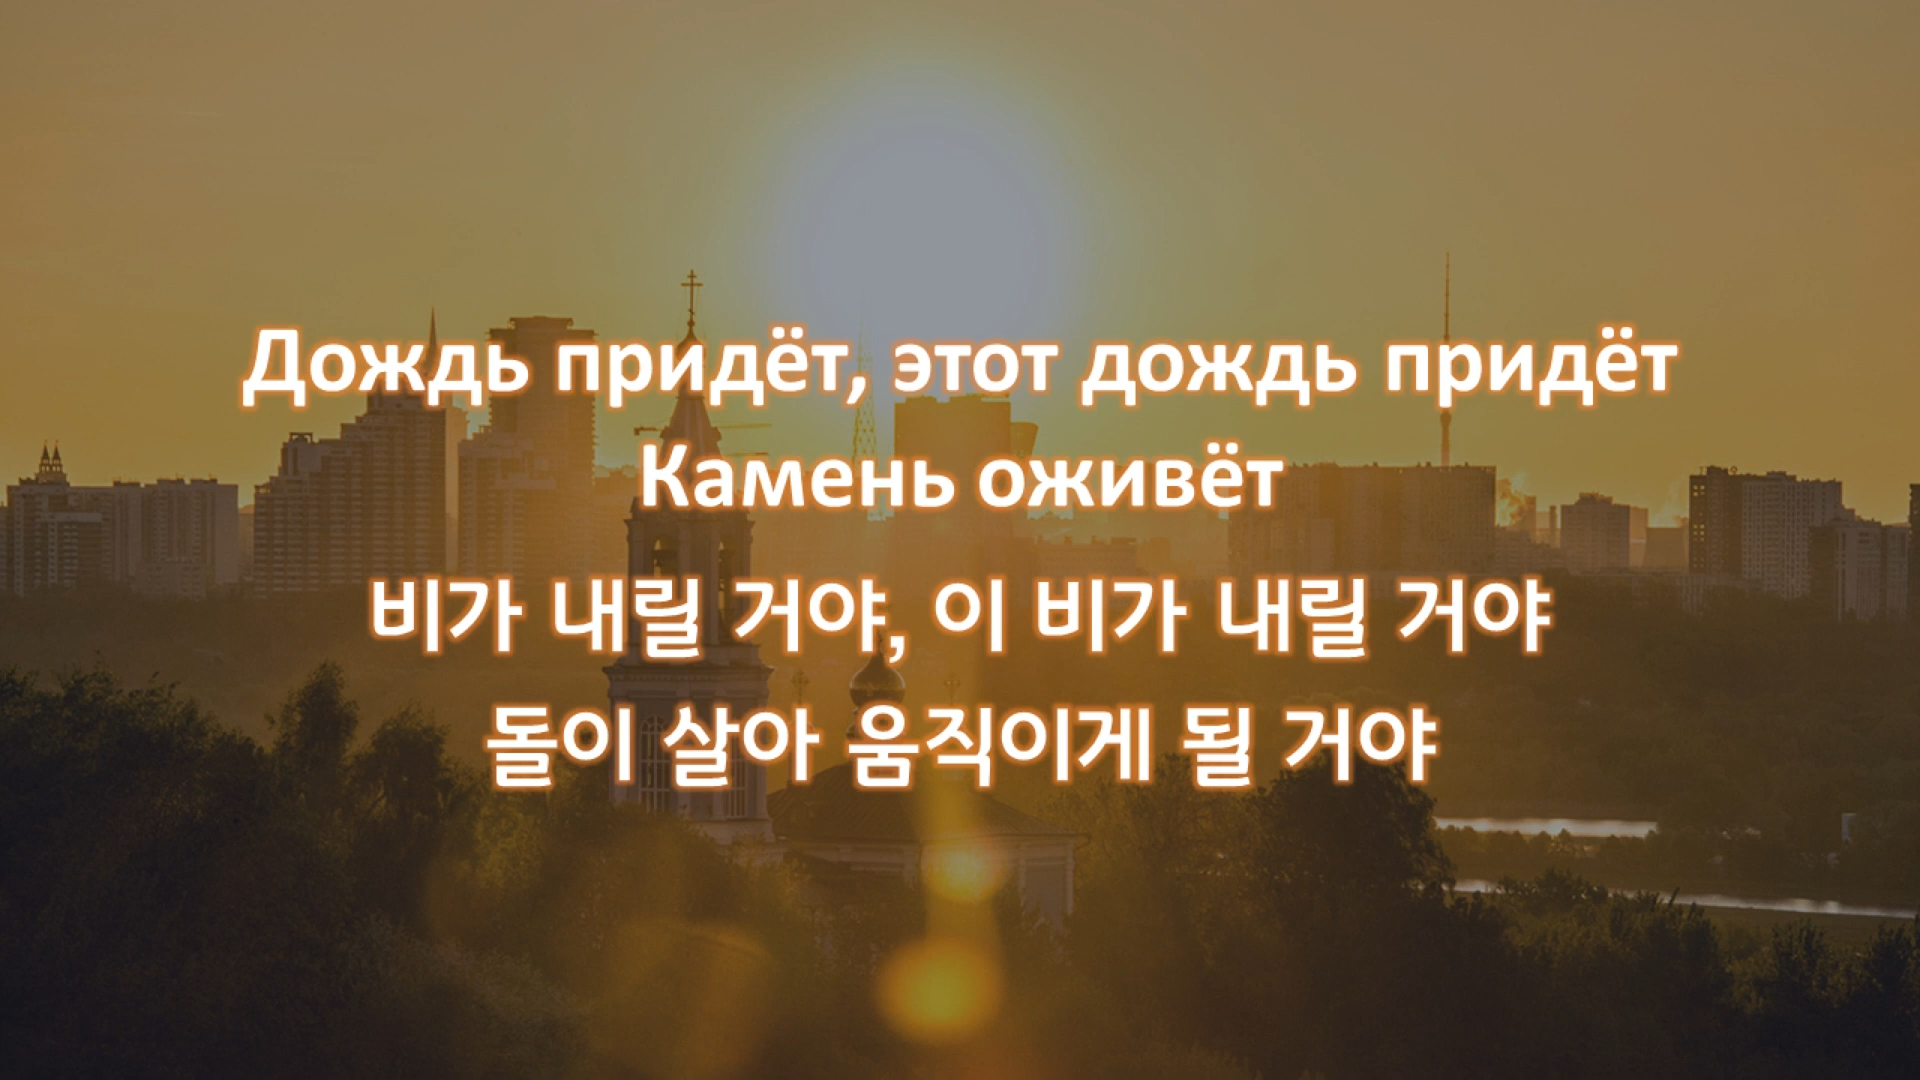 Дождь придёт, этот дождь придёт
Камень оживёт
비가 내릴 거야, 이 비가 내릴 거야
돌이 살아 움직이게 될 거야